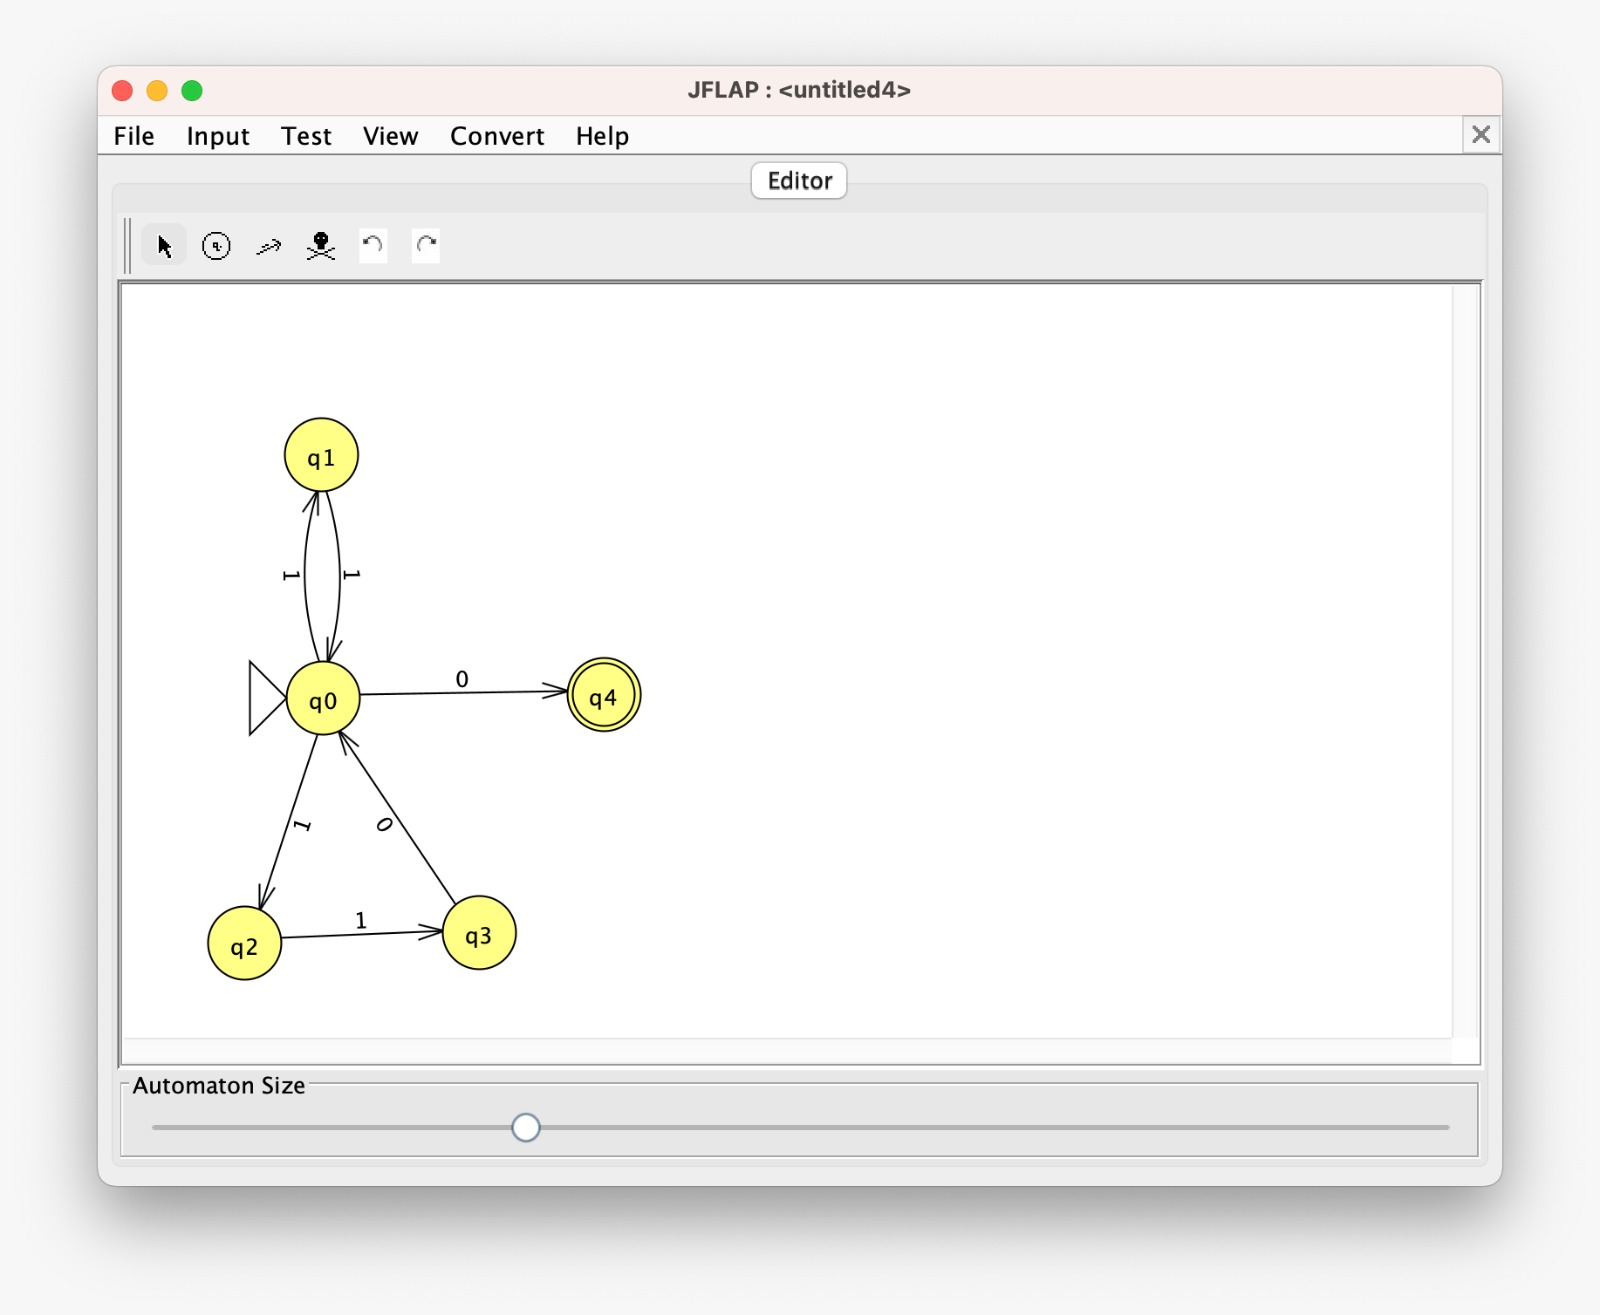 JFLAP : <untitled4>
File Input Test View Convert Help
Editor
q
q1
1 1
q0
0
q4
1
0
q2
1
q3
Automaton Size